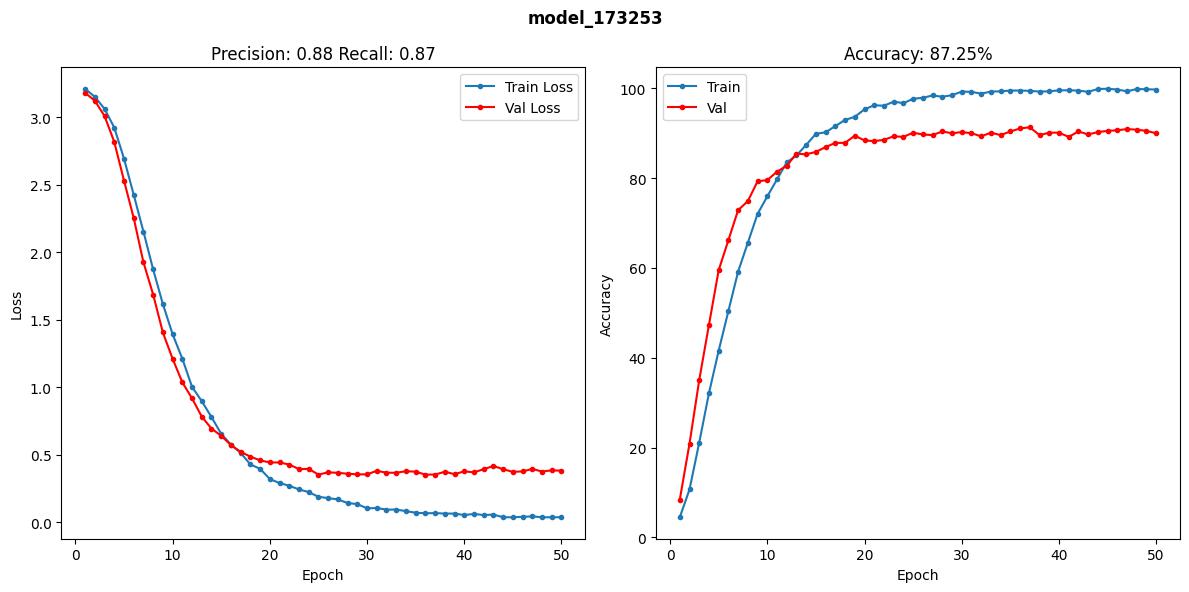 model_173253
Precision: 0.88 Recall: 0.87
Train Loss
Val Loss
3.0
2.5
2.0
1.5
1.0
0.5
0.0
Loss
0 10 20 30 40 50
Epoch
Accuracy: 87.25%
Train
Val
100
80
60
40
20
0
Accuracy
0 10 20 30 40 50
Epoch